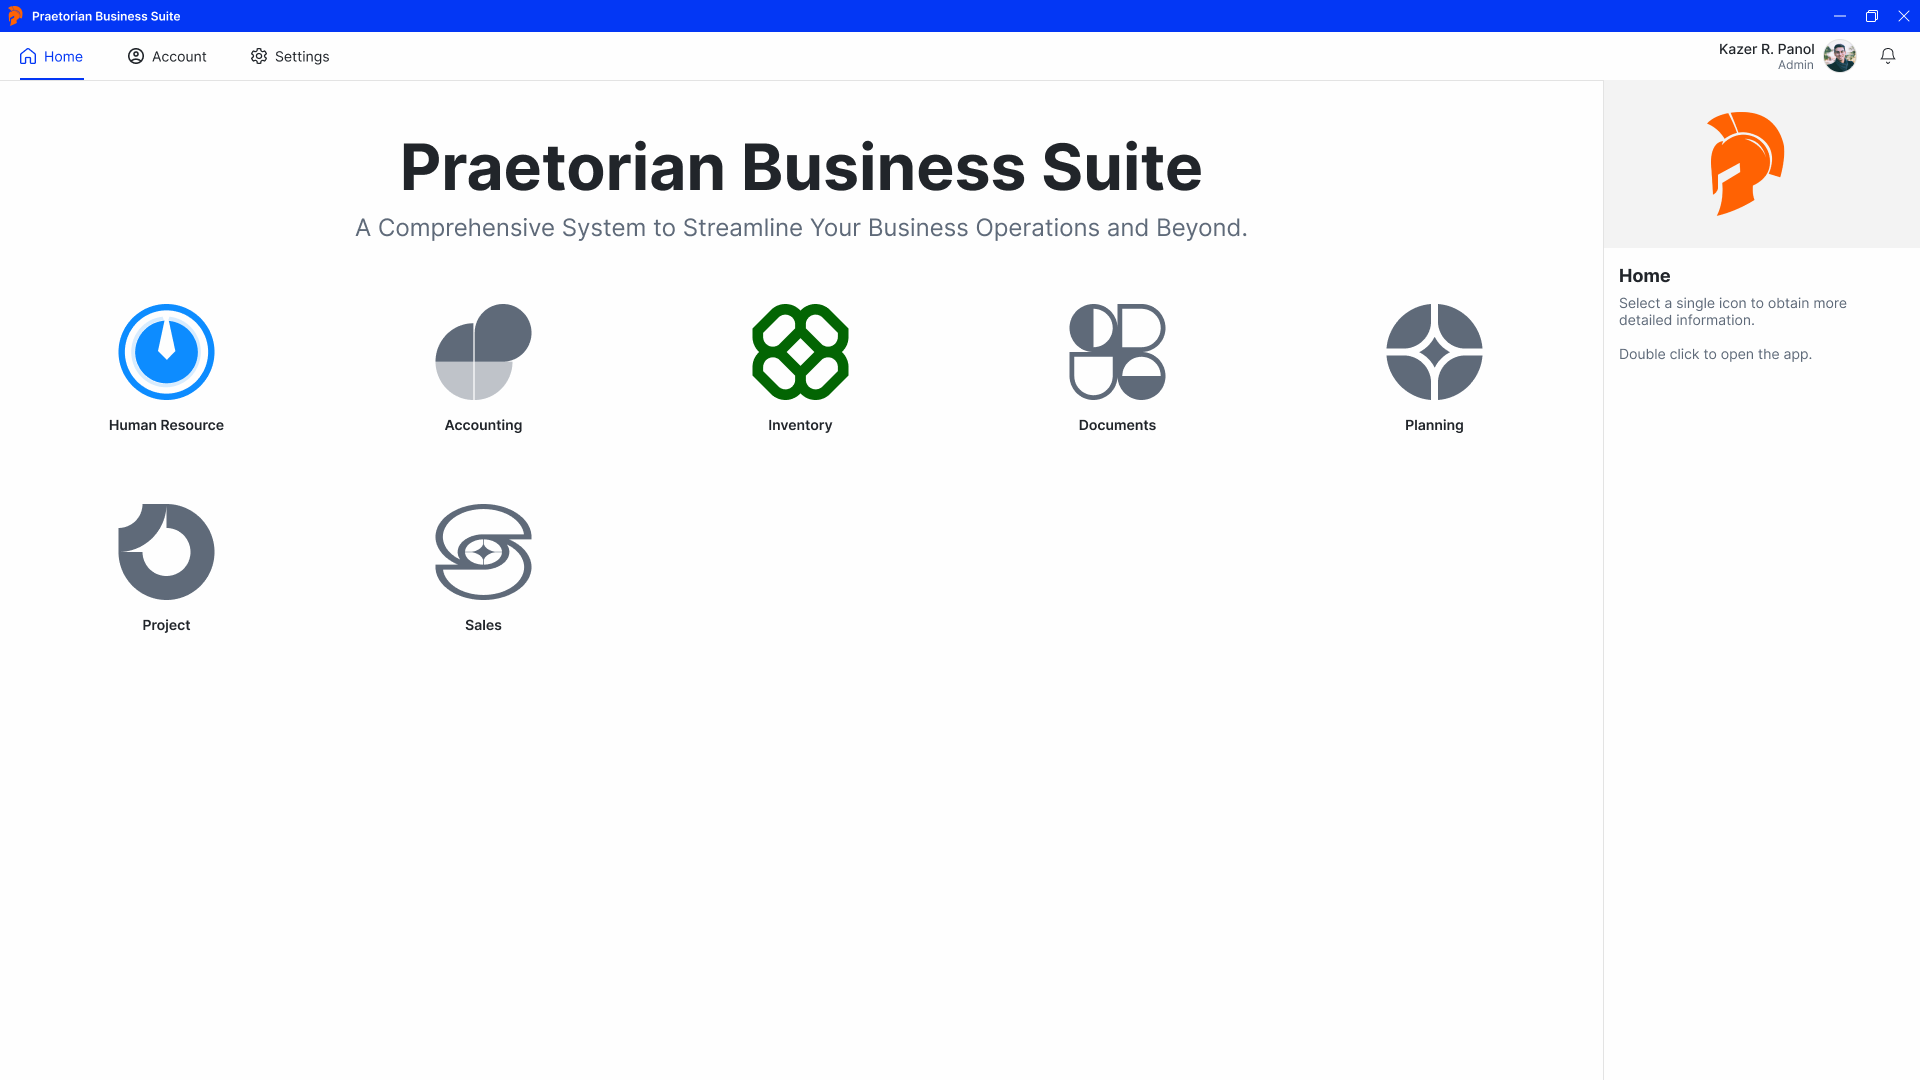 Praetorian Business Suite
Home
Account
Settings
Kazer R. Panol
Admin
Praetorian Business Suite
A Comprehensive System to Streamline Your Business Operations and Beyond.
Human Resource
Accounting
Inventory
Documents
Planning
Project
Sales
Home
Select a single icon to obtain more
detailed information.
Double click to open the app.